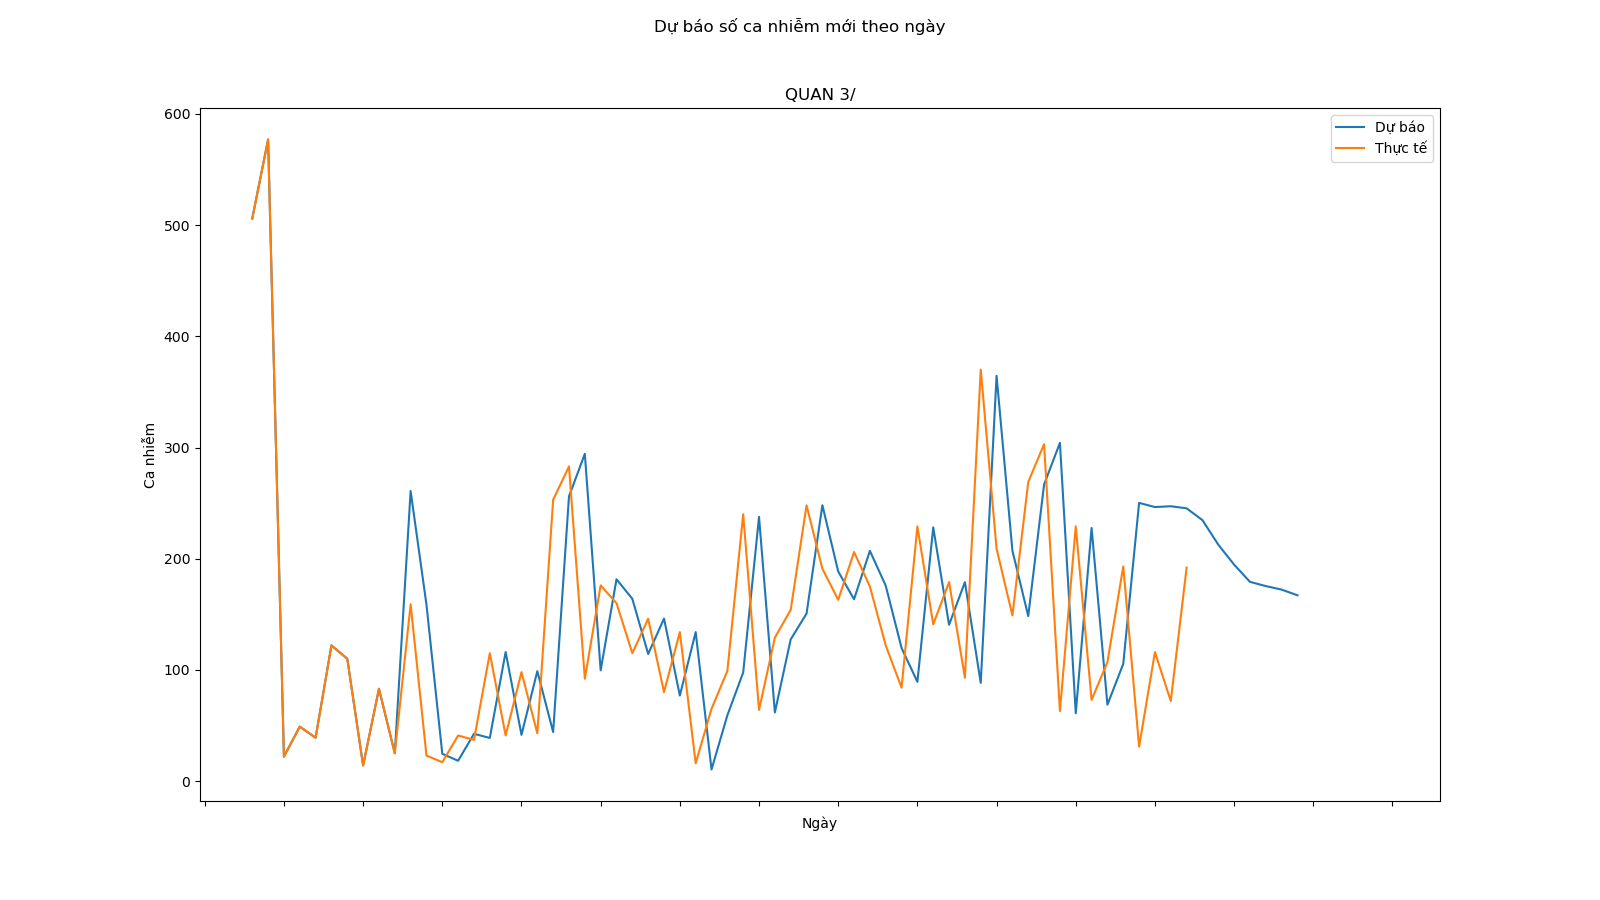 Dự báo số ca nhiễm mới theo ngày
QUAN 3/
Dự báo
Thực tế
600
500
400
300
200
100
0
Ca nhiễm
Ngày